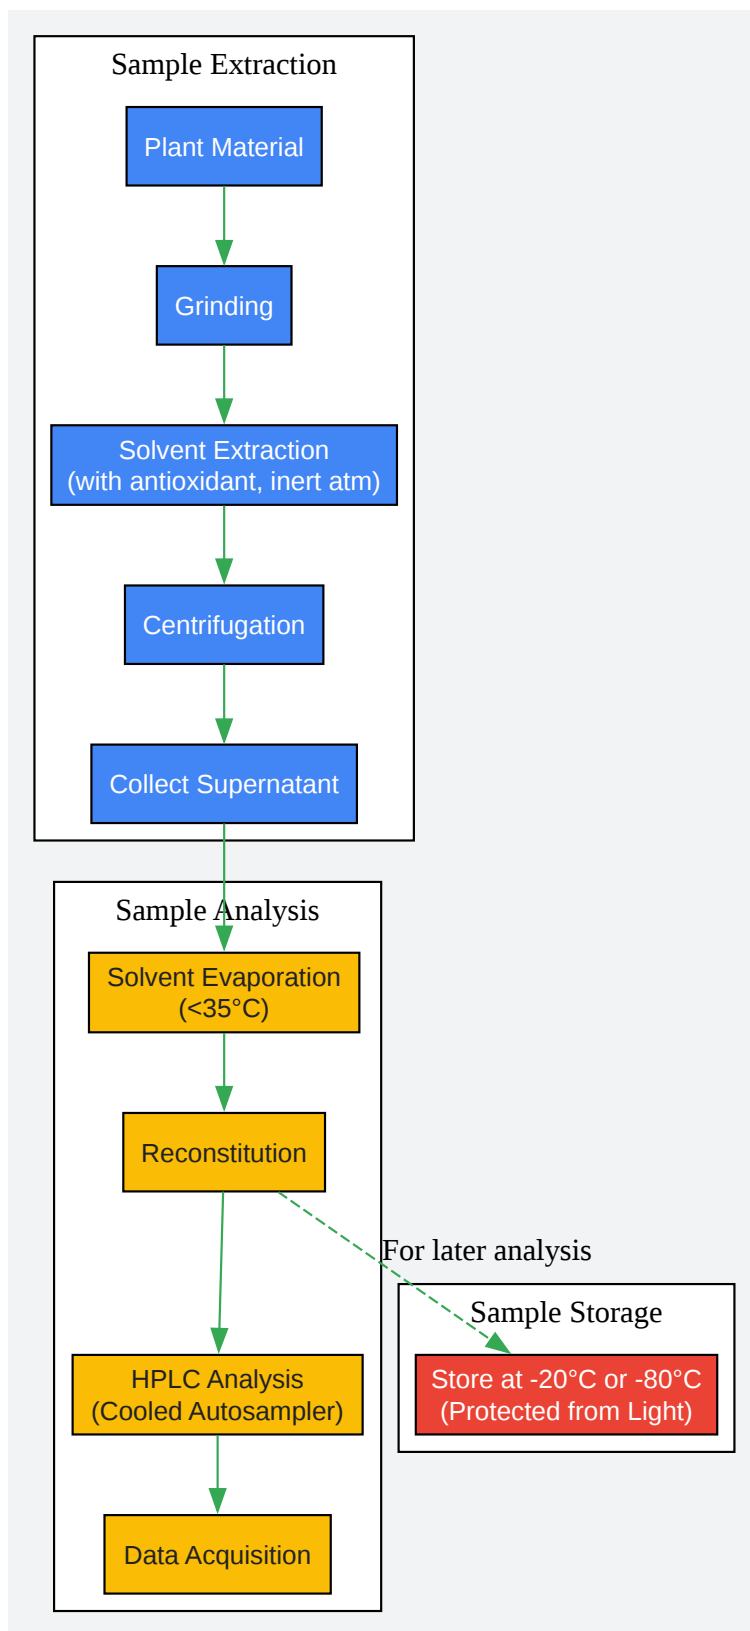 Sample Extraction
Plant Material
Grinding
Solvent Extraction
(with antioxidant, inert atm)
Centrifugation
Collect Supernatant
Sample Analysis
Solvent Evaporation
(<35°C)
Reconstitution
For later analysis
Sample Storage
HPLC Analysis
(Cooled Autosampler)
Store at -20°C or -80°C
(Protected from Light)
Data Acquisition